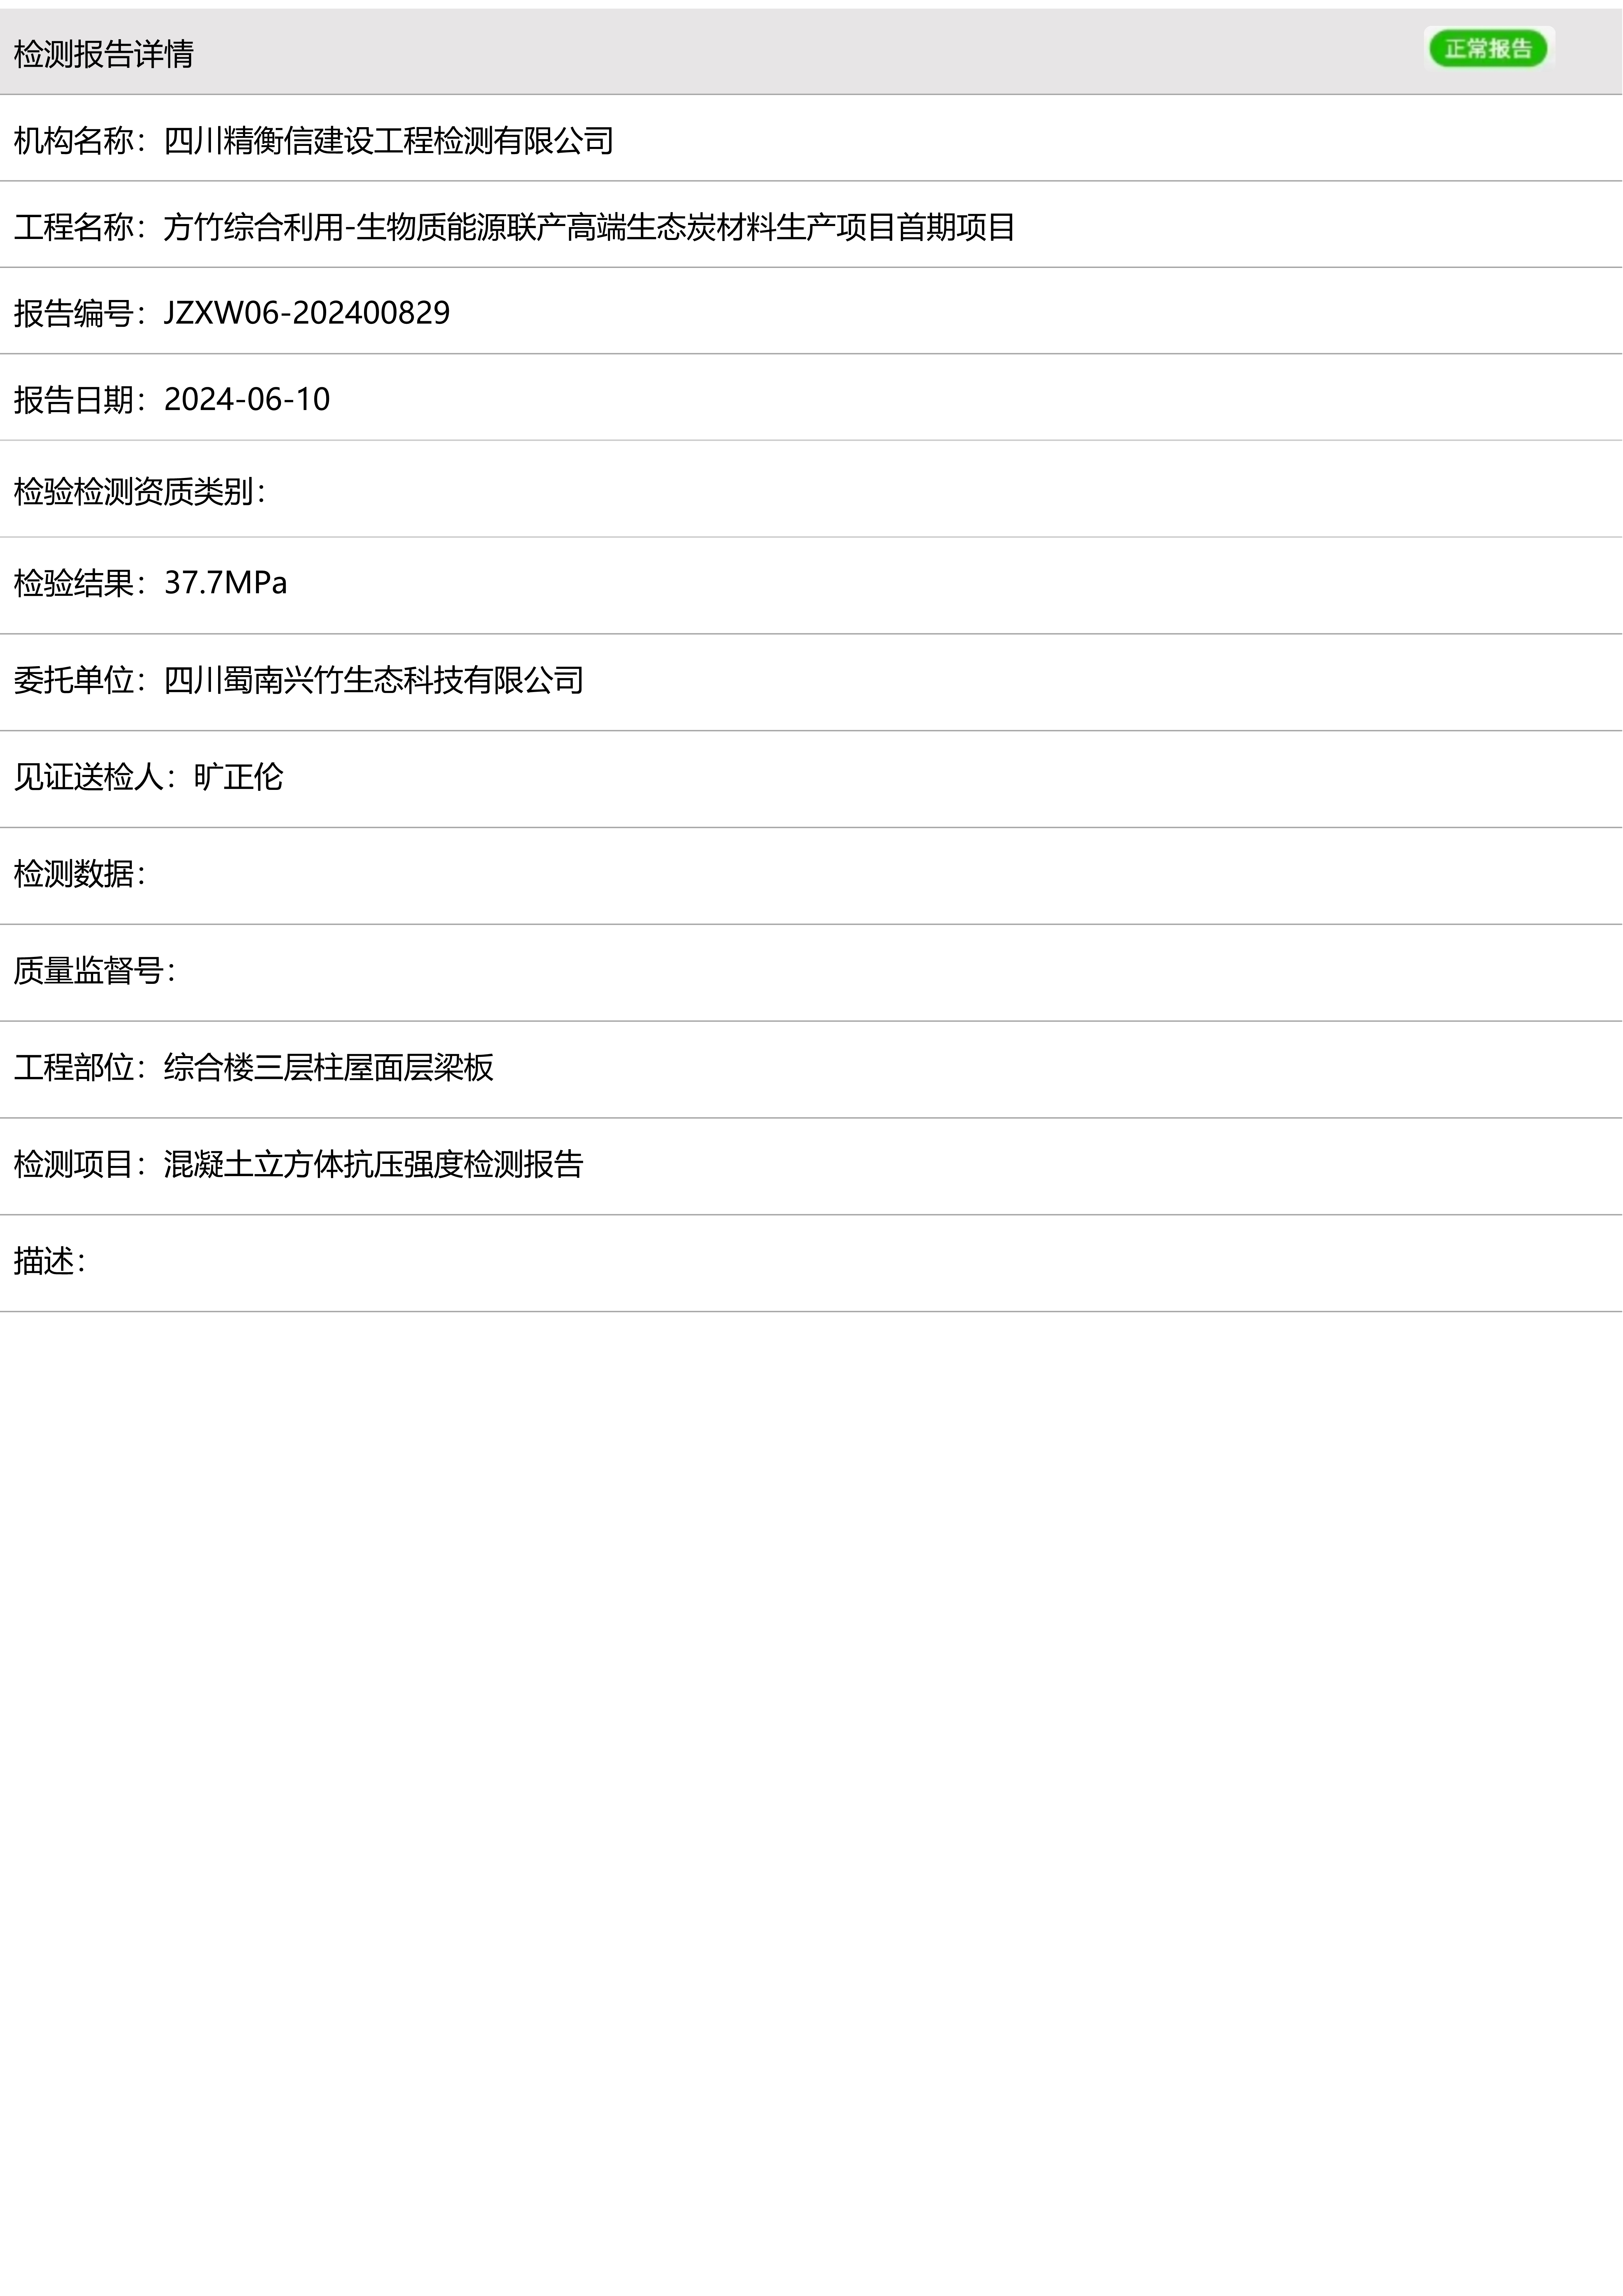 检测报告详情 正常报告
机构名称：四川精衡信建设工程检测有限公司
工程名称：方竹综合利用-生物质能源联产高端生态炭材料生产项目首期项目
报告编号：JZXW06-202400829
报告日期：2024-06-10
检验检测资质类别：
检验结果：37.7MPa
委托单位：四川蜀南兴竹生态科技有限公司
见证送检人：旷正伦
检测数据：
质量监督号：
工程部位：综合楼三层柱屋面层梁板
检测项目：混凝土立方体抗压强度检测报告
描述：